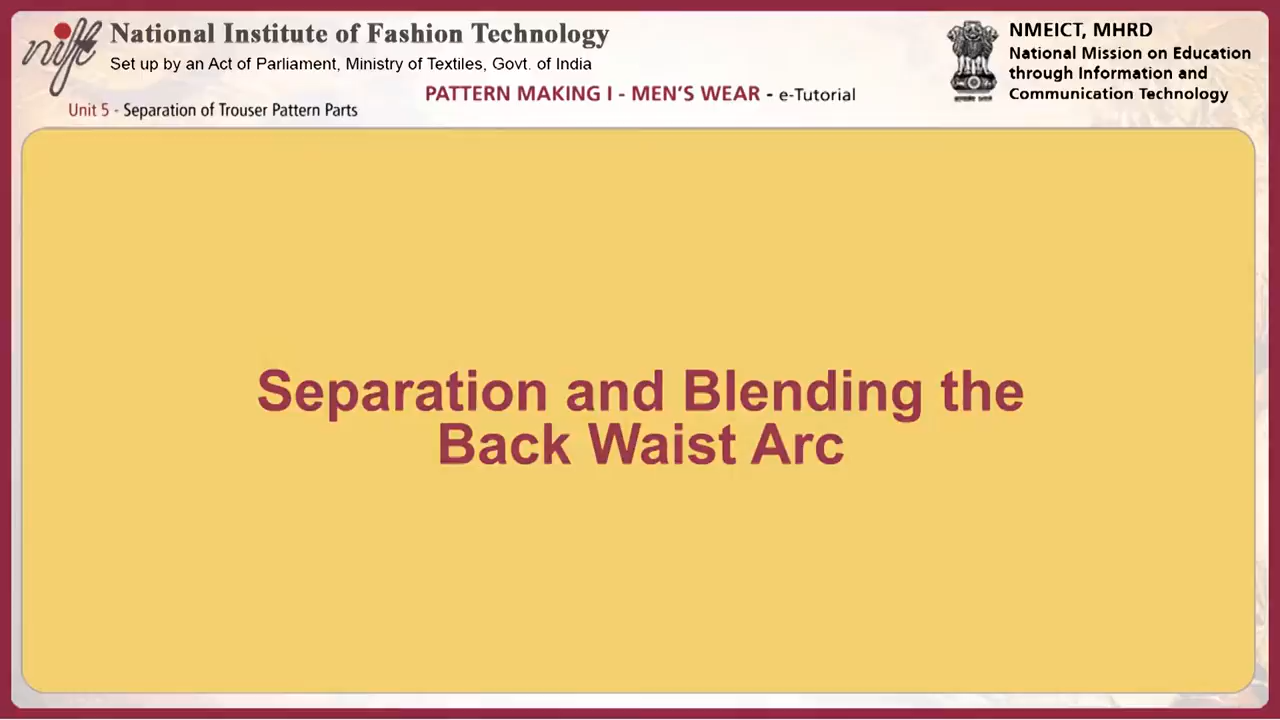 nift
National Institute of Fashion Technology
Set up by an Act of Parliament, Ministry of Textiles, Govt. of India
Unit 5 - Separation of Trouser Pattern Parts
PATTERN MAKING I - MEN'S WEAR - e-Tutorial
NMEICT, MHRD
National Mission on Education
through Information and
Communication Technology
Separation and Blending the
Back Waist Arc